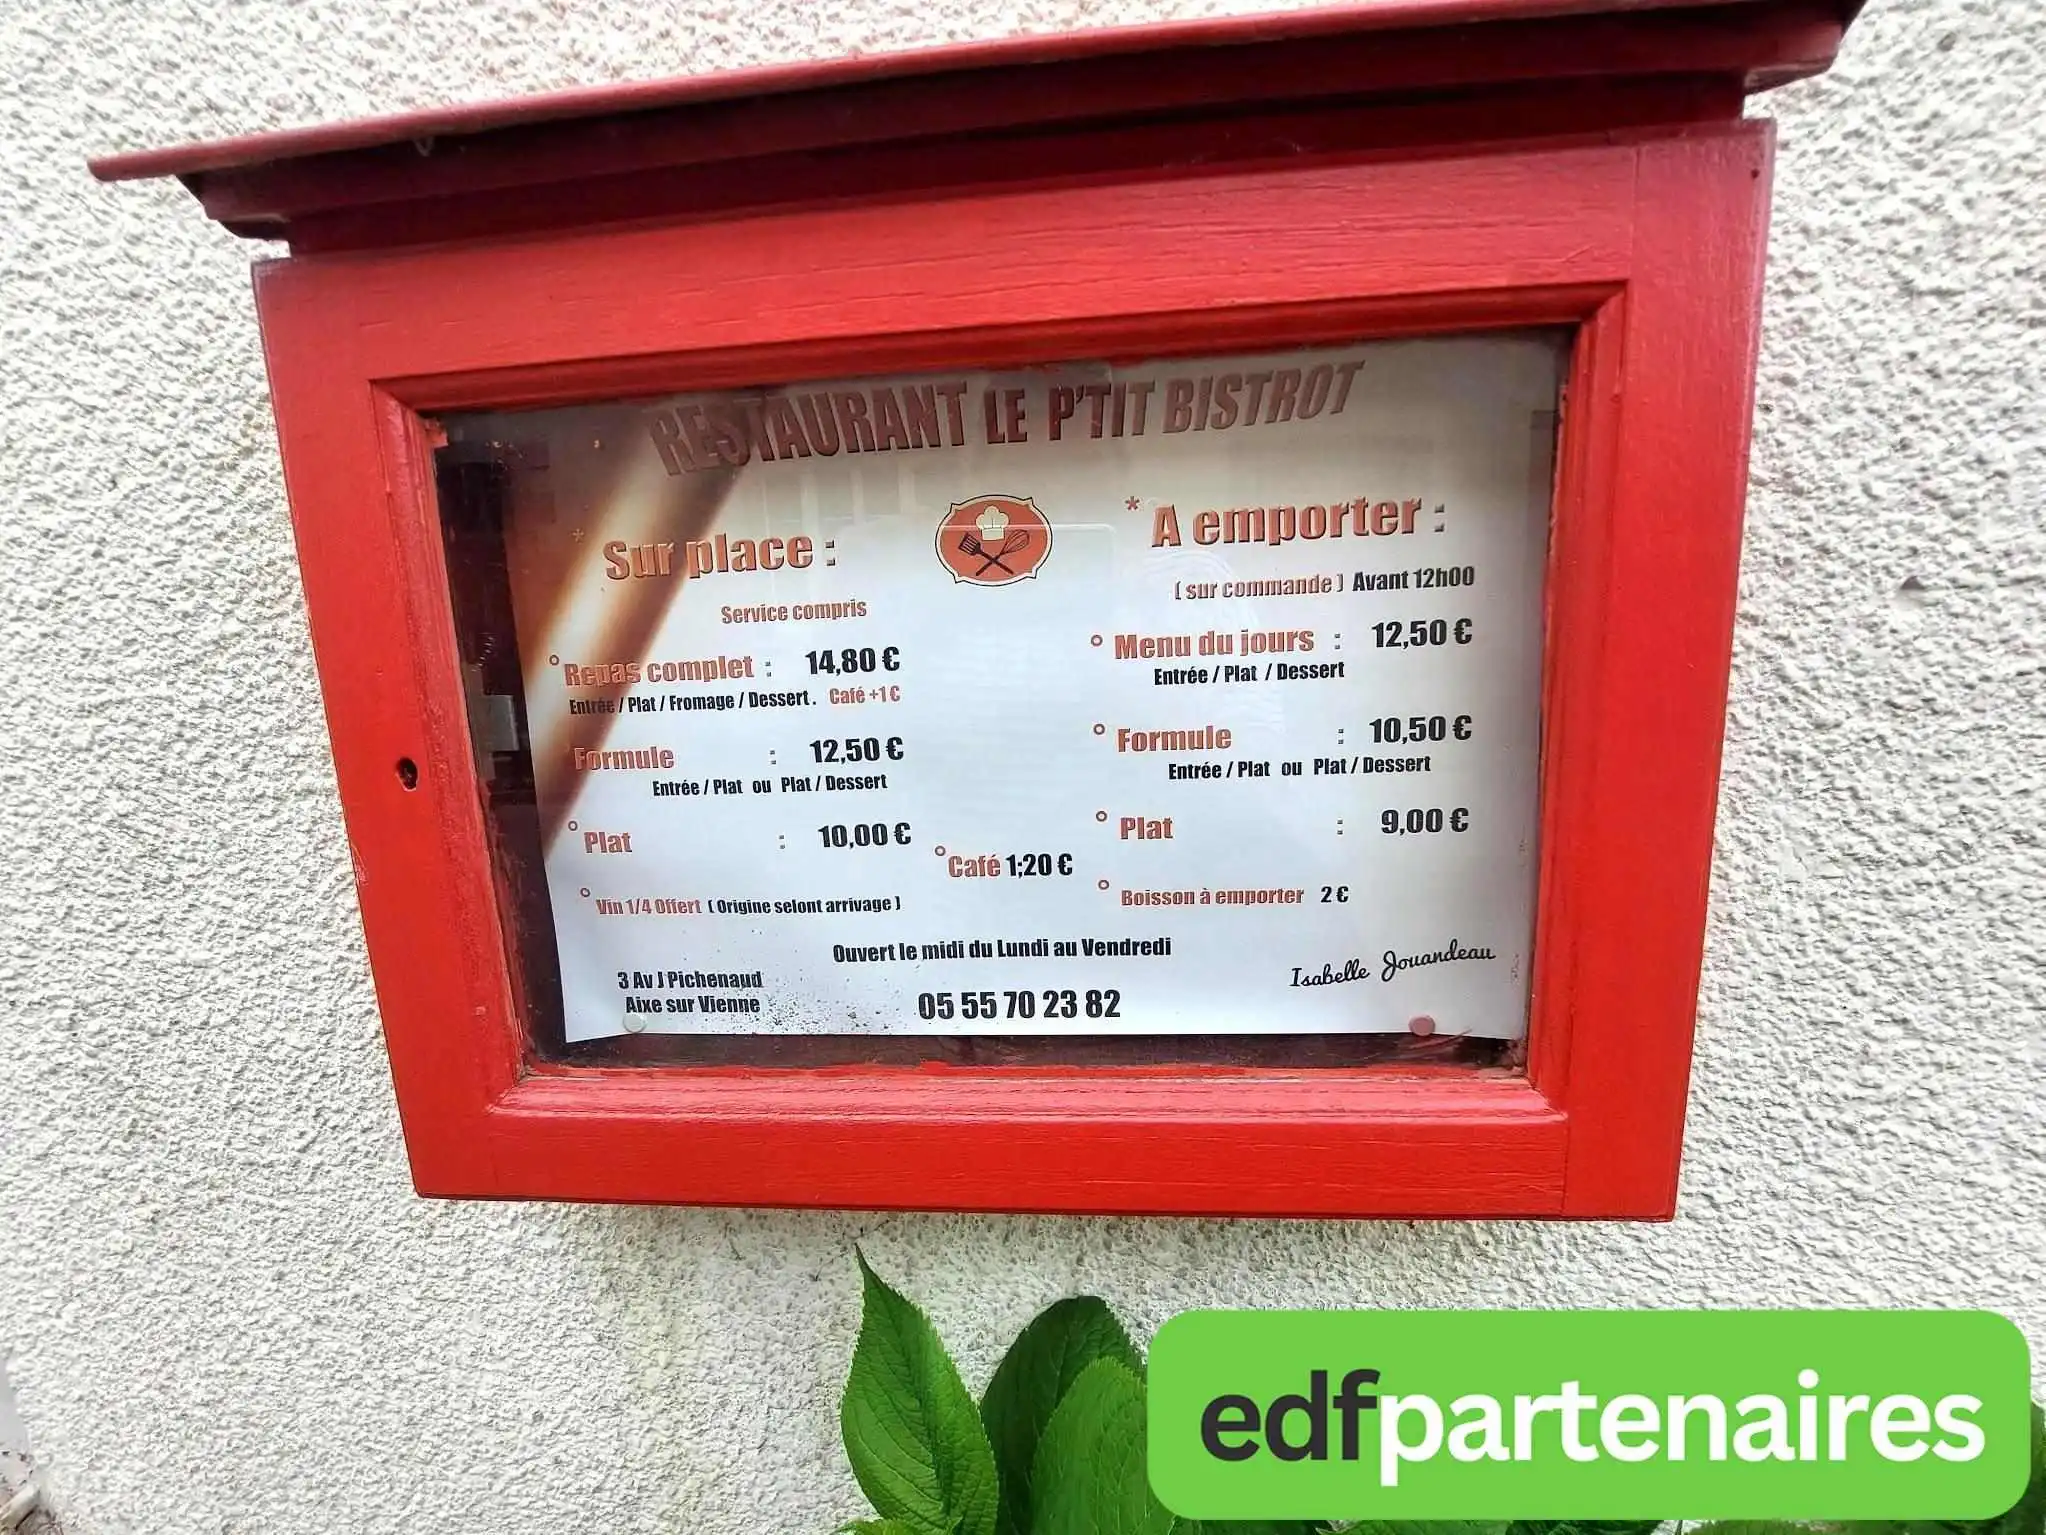 RESTAURANT LE P'TIT BISTROT
* Sur place :
Service compris
° Repas complet : 14,80 €
Entrée / Plat / Fromage / Dessert . Café +1 €
Formule : 12,50 €
Entrée / Plat ou Plat / Dessert
° Plat : 10,00 €
° Vin 1/4 Offert ( Origine selont arrivage )
° Café 1;20 €
* A emporter :
( sur commande ) Avant 12h00
° Menu du jours : 12,50 €
Entrée / Plat / Dessert
° Formule : 10,50 €
Entrée / Plat ou Plat / Dessert
° Plat : 9,00 €
° Boisson à emporter 2 €
Ouvert le midi du Lundi au Vendredi
3 Av J Pichenaud
Aixe sur Vienne
05 55 70 23 82
Isabelle Jouandeau
edfpartenaires